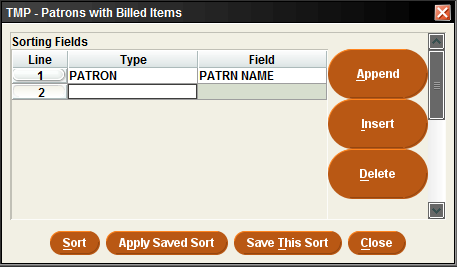 TMP - Patrons with Billed Items
Sorting Fields
Line Type Field
1 PATRON PATRN NAME
2
Append
Insert
Delete
Sort Apply Saved Sort Save This Sort Close